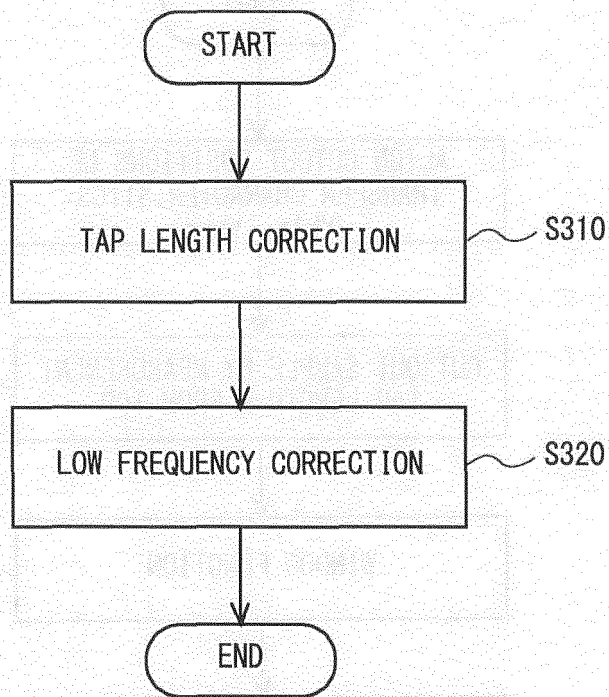 START
TAP LENGTH CORRECTION
S310
LOW FREQUENCY CORRECTION
S320
END